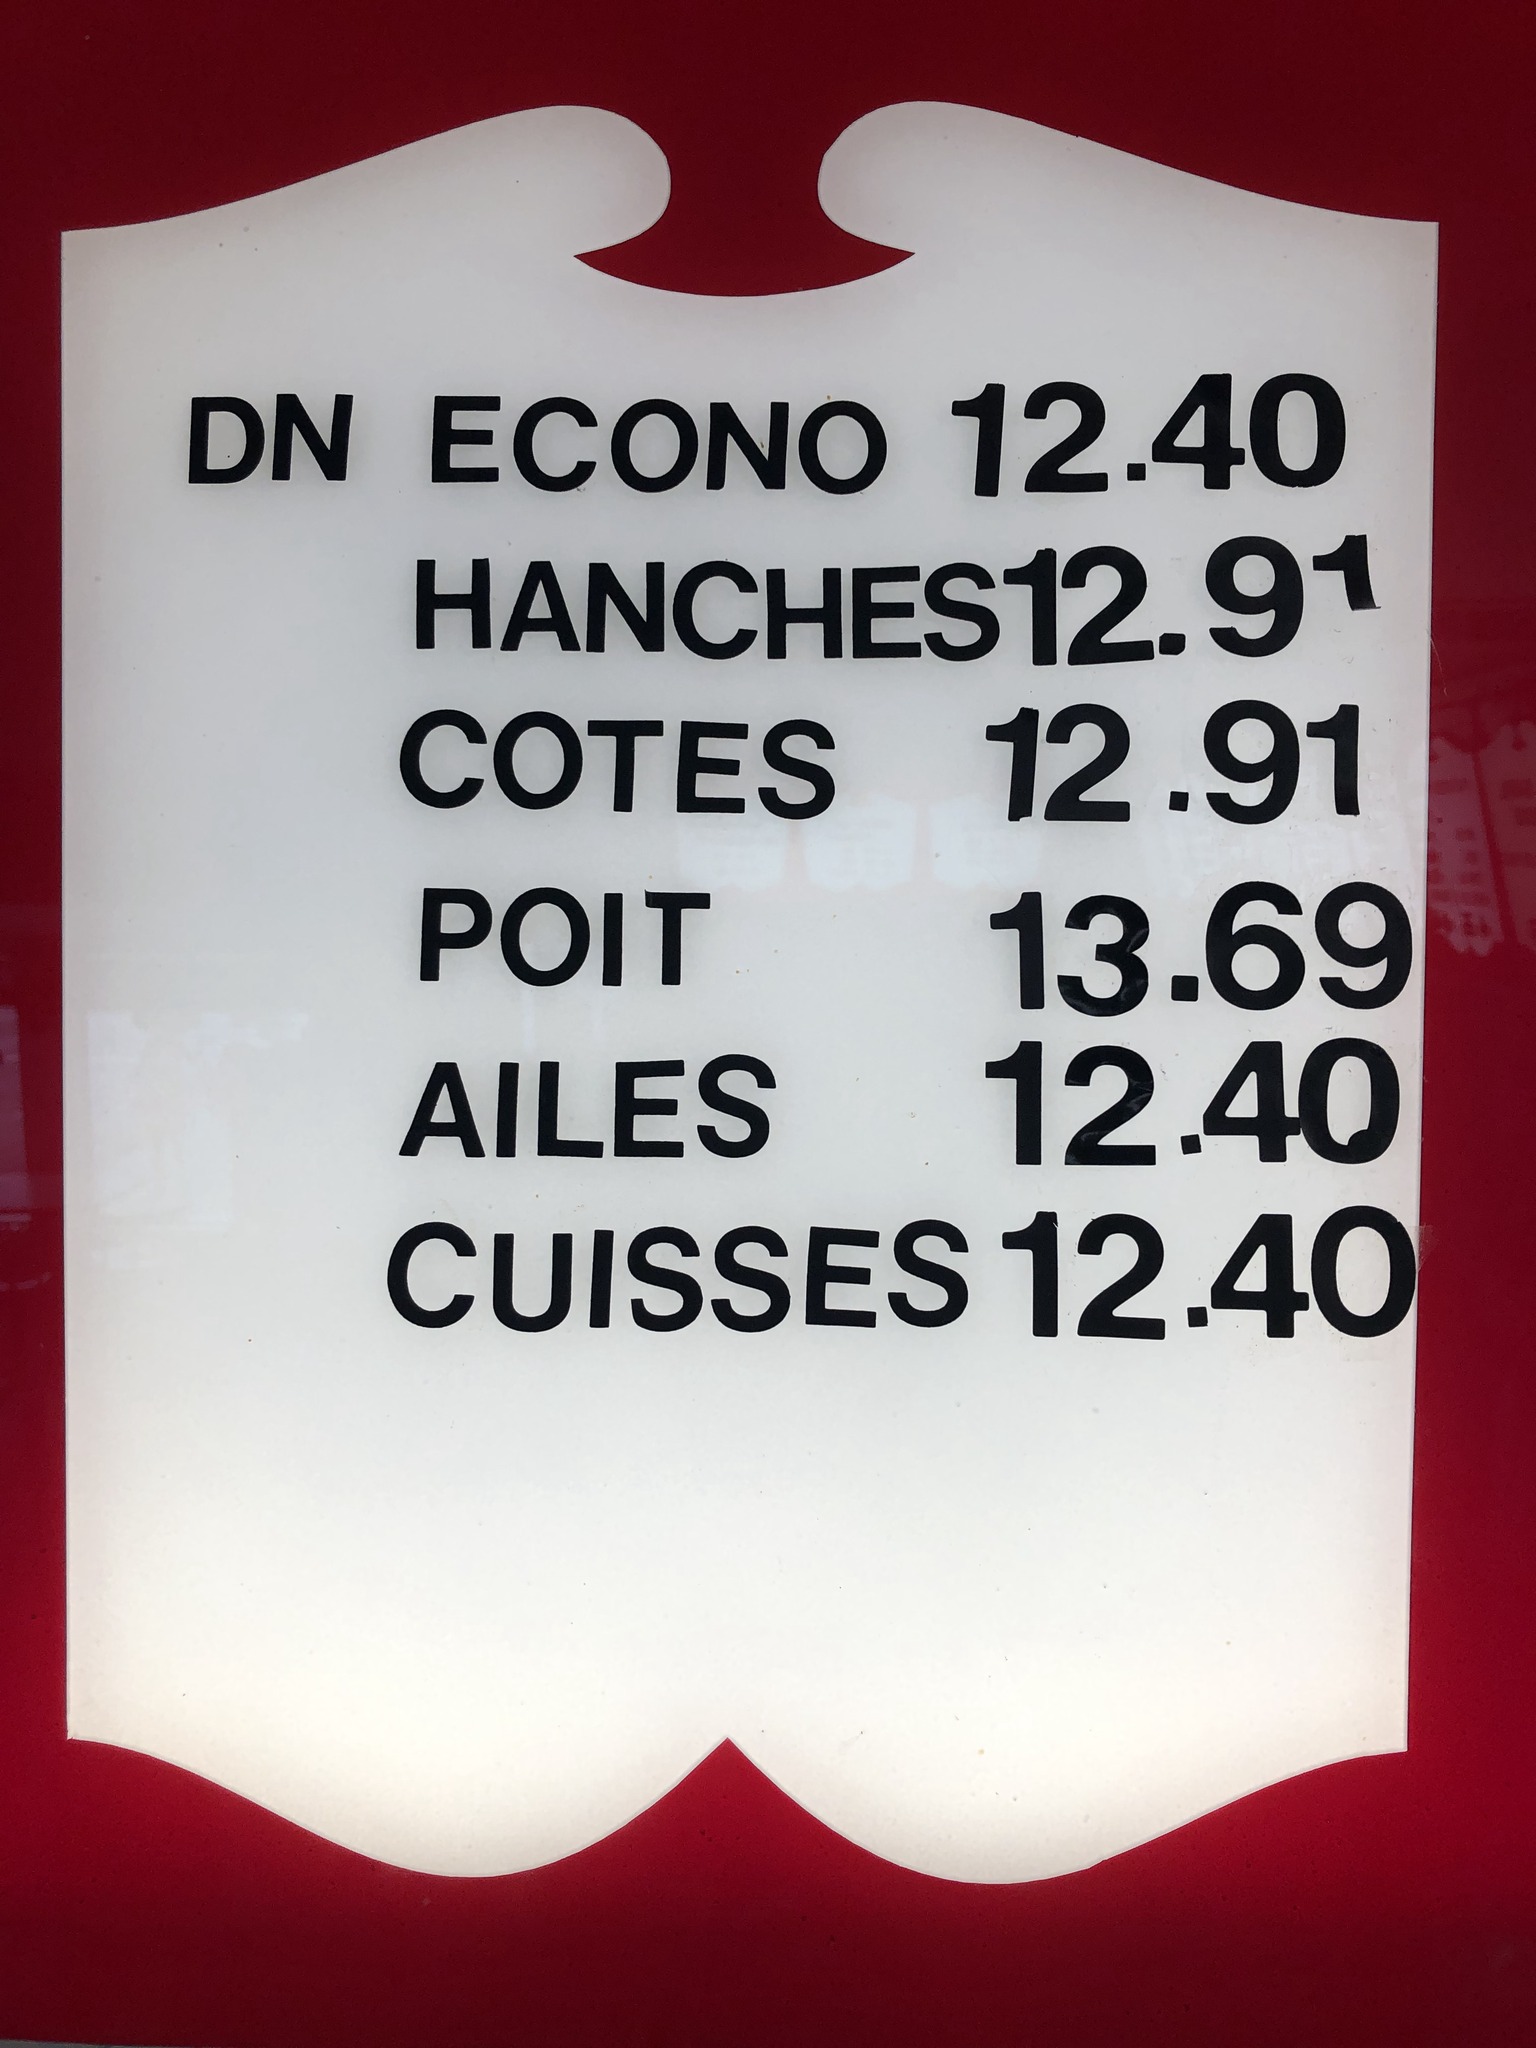 DN ECONO 12.40
HANCHES 12.91
COTES 12.91
POIT 13.69
AILES 12.40
CUISSES 12.40